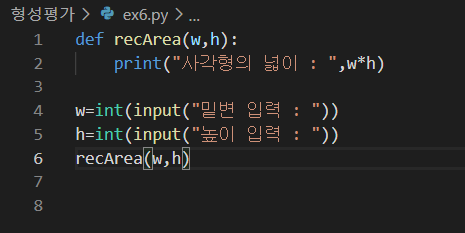 형성평가 > ex6.py > ...
1 def recArea(w,h):
2     print("사각형의 넓이 : ",w*h)
3
4 w=int(input("밑변 입력 : "))
5 h=int(input("높이 입력 : "))
6 recArea(w,h)
7
8